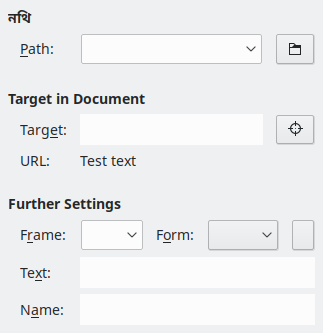 নথি
Path:
Target in Document
Target:
URL: Test text
Further Settings
Frame: Form:
Text:
Name: